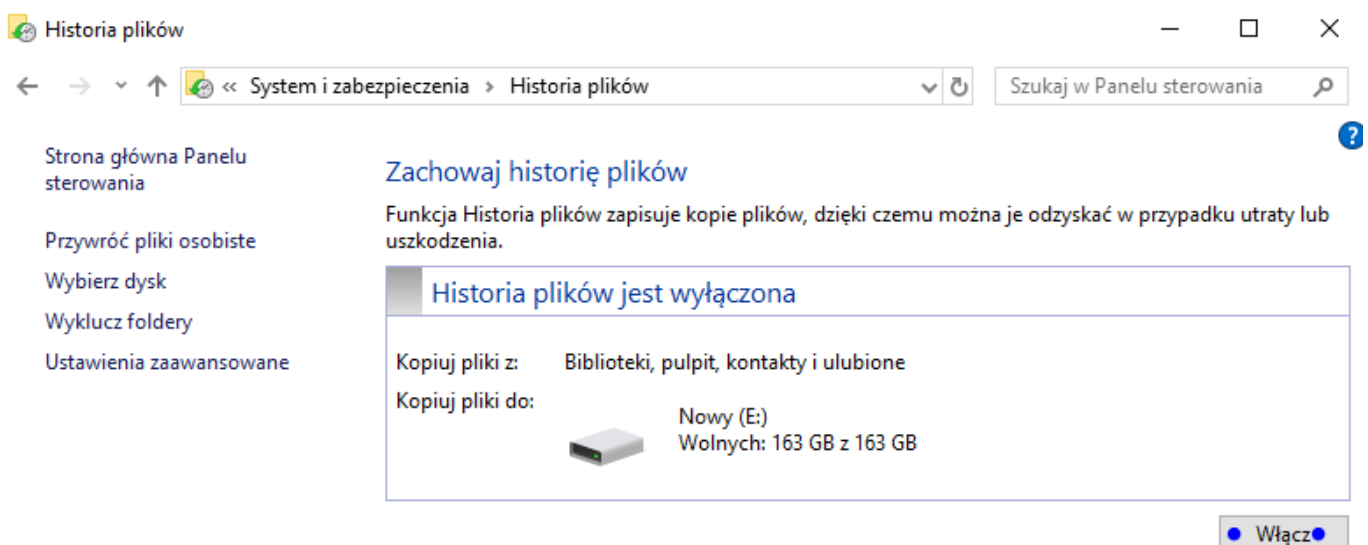 Historia plików
« System i zabezpieczenia › Historia plików
Szukaj w Panelu sterowania
?
Strona główna Panelu
sterowania
Przywróć pliki osobiste
Wybierz dysk
Wyklucz foldery
Ustawienia zaawansowane
Zachowaj historię plików
Funkcja Historia plików zapisuje kopie plików, dzięki czemu można je odzyskać w przypadku utraty lub
uszkodzenia.
Historia plików jest wyłączona
Kopiuj pliki z: Biblioteki, pulpit, kontakty i ulubione
Kopiuj pliki do:
Nowy (E:)
Wolnych: 163 GB z 163 GB
Włącz